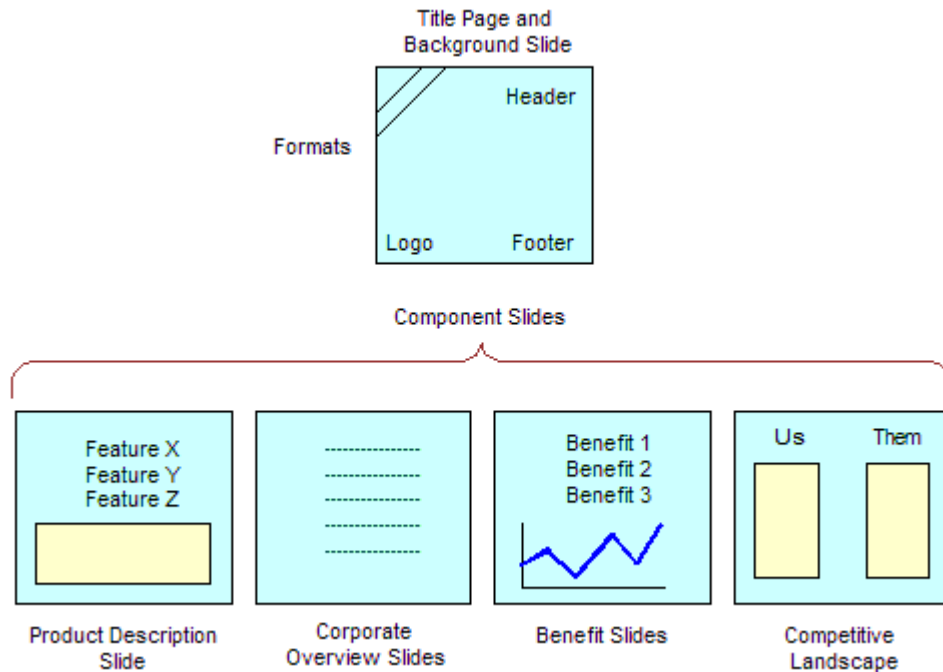 Title Page and
Background Slide
Header
Formats
Logo
Footer
Component Slides
Feature X
Feature Y
Feature Z
Benefit 1
Benefit 2
Benefit 3
Us
Them
Product Description
Slide
Corporate
Overview Slides
Benefit Slides
Competitive
Landscape